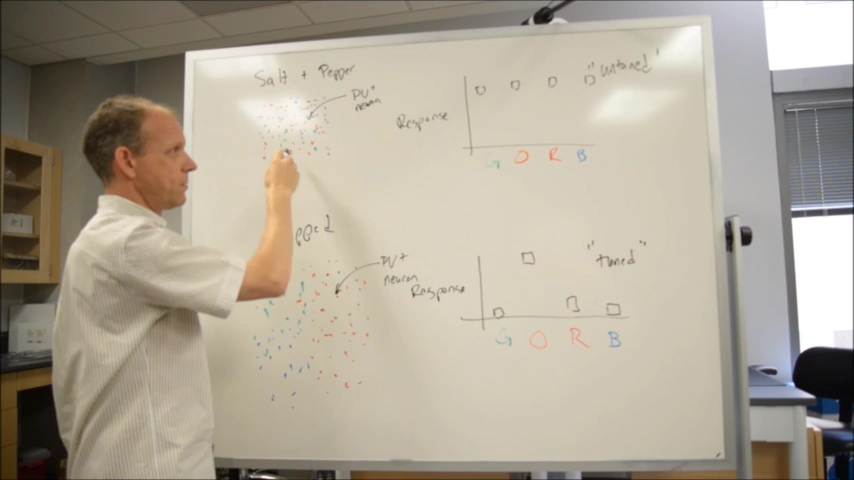 Salt + Pepper
PV+
neuron
Response
"untuned"
G O R B
PV+
neuron
Response
"tuned"
G O R B